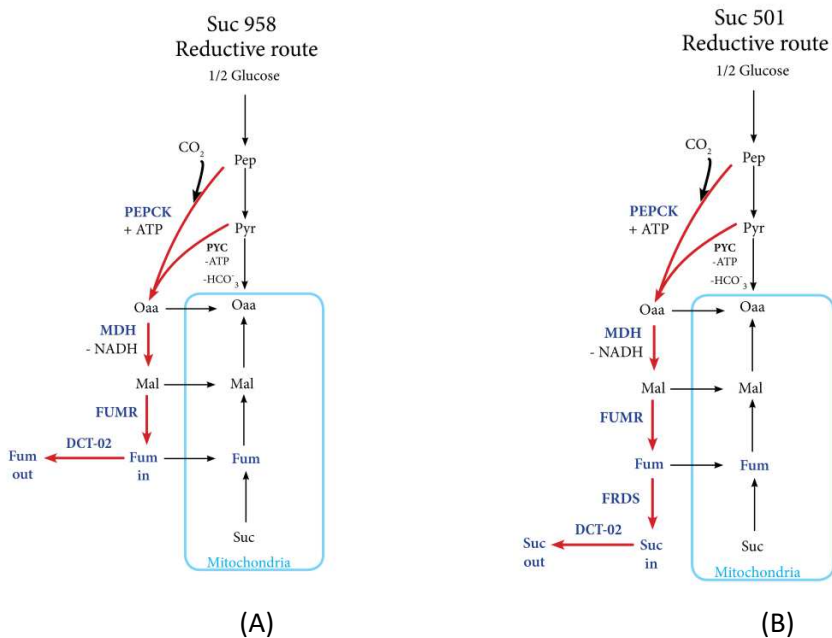 Suc 958
Reductive route
1/2 Glucose
CO₂
Pep
PEPCK
+ ATP
Pyr
PYC
-ATP
-HCO⁻₃
Oaa
Oaa
MDH
- NADH
Mal
Mal
FUMR
DCT-02
Fum
out
Fum
in
Fum
Suc
Mitochondria
(A)
Suc 501
Reductive route
1/2 Glucose
CO₂
Pep
PEPCK
+ ATP
Pyr
PYC
-ATP
-HCO⁻₃
Oaa
Oaa
MDH
- NADH
Mal
Mal
FUMR
Fum
Fum
FRDS
DCT-02
Suc
out
Suc
in
Suc
Mitochondria
(B)